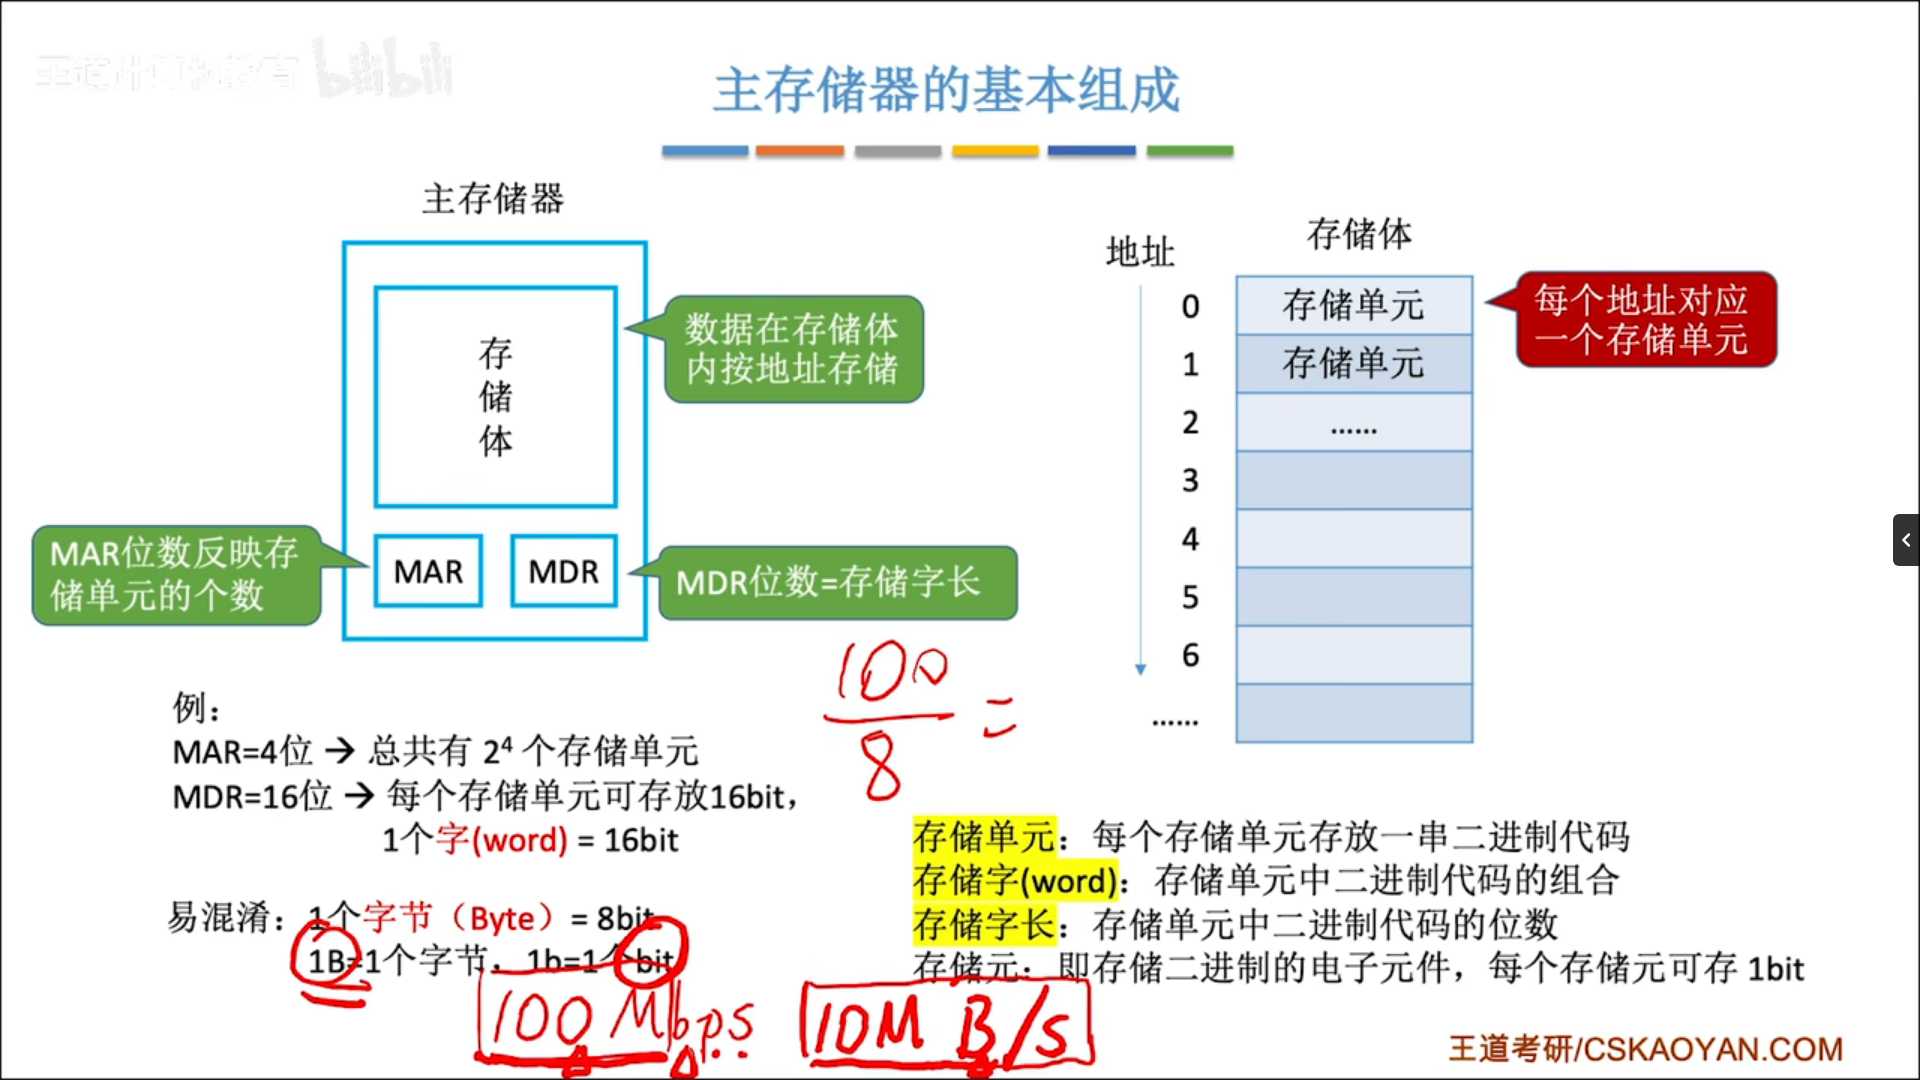 王道计算机教育 bilibili
主存储器的基本组成
主存储器
存
储
体
MAR
MDR
数据在存储体
内按地址存储
MAR位数反映存
储单元的个数
MDR位数=存储字长
地址
存储体
0
存储单元
1
存储单元
2
……
3
4
5
6
……
每个地址对应
一个存储单元
例：
MAR=4位 → 总共有 2⁴ 个存储单元
MDR=16位 → 每个存储单元可存放16bit，
1个字(word) = 16bit
易混淆：1个字节（Byte）= 8bit
1B=1个字节，1b=1个bit
100
8
=
100 Mbps
10M B/s
存储单元：每个存储单元存放一串二进制代码
存储字(word)：存储单元中二进制代码的组合
存储字长：存储单元中二进制代码的位数
存储元：即存储二进制的电子元件，每个存储元可存 1bit
王道考研/CSKAOYAN.COM